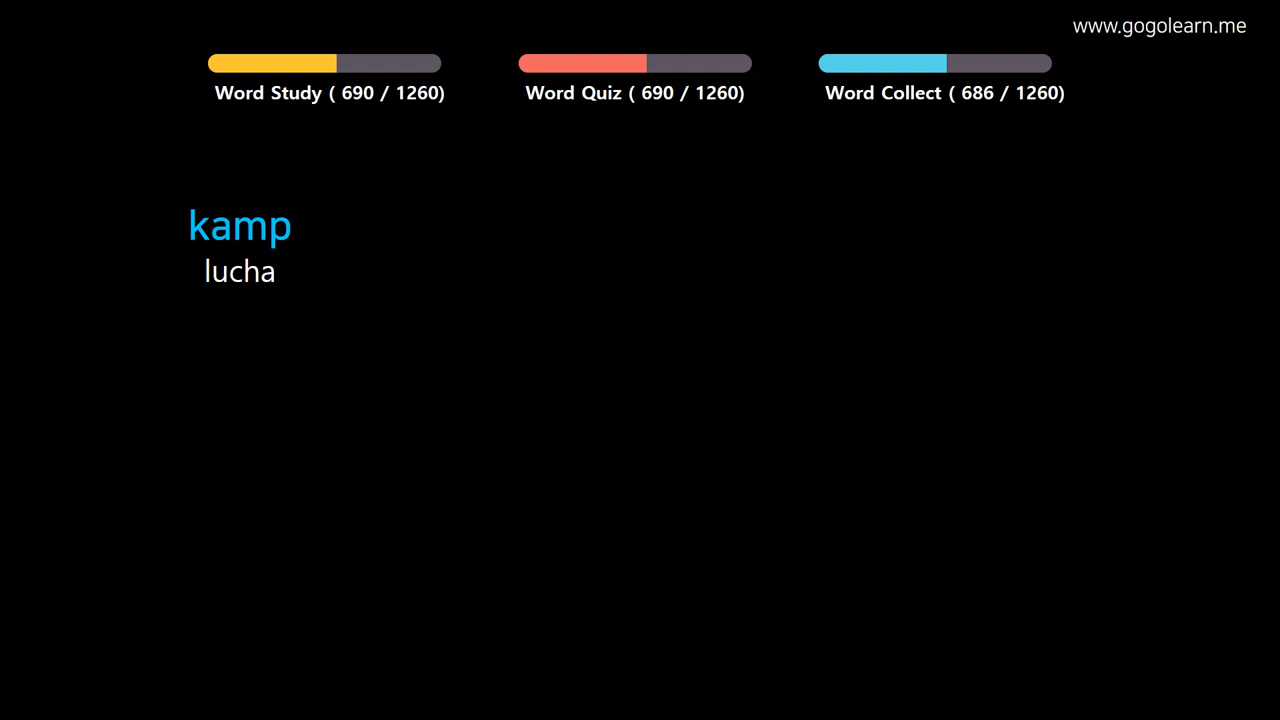 www.gogolearn.me
Word Study ( 690 / 1260)
Word Quiz ( 690 / 1260)
Word Collect ( 686 / 1260)
kamp
lucha